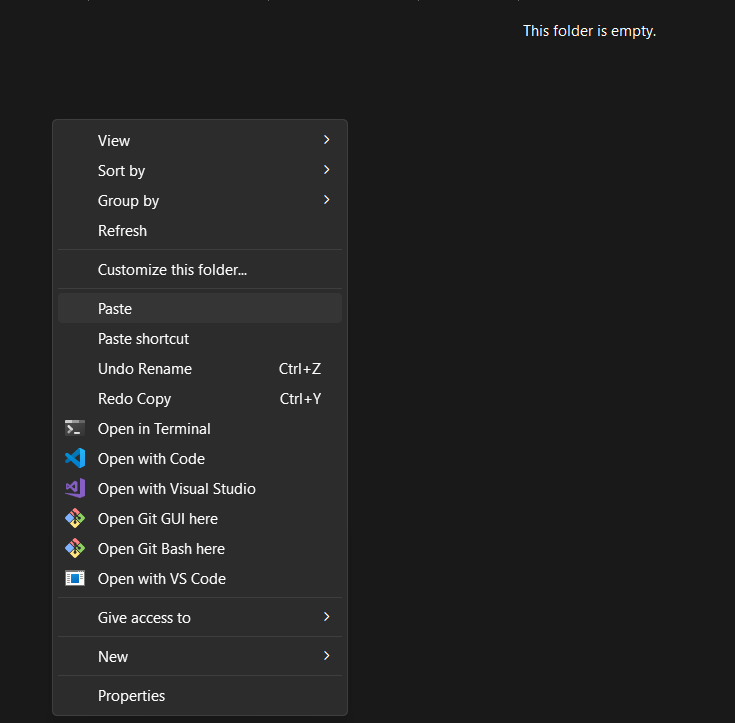 This folder is empty.
View
Sort by
Group by
Refresh
Customize this folder...
Paste
Paste shortcut
Undo Rename Ctrl+Z
Redo Copy Ctrl+Y
Open in Terminal
Open with Code
Open with Visual Studio
Open Git GUI here
Open Git Bash here
Open with VS Code
Give access to
New
Properties